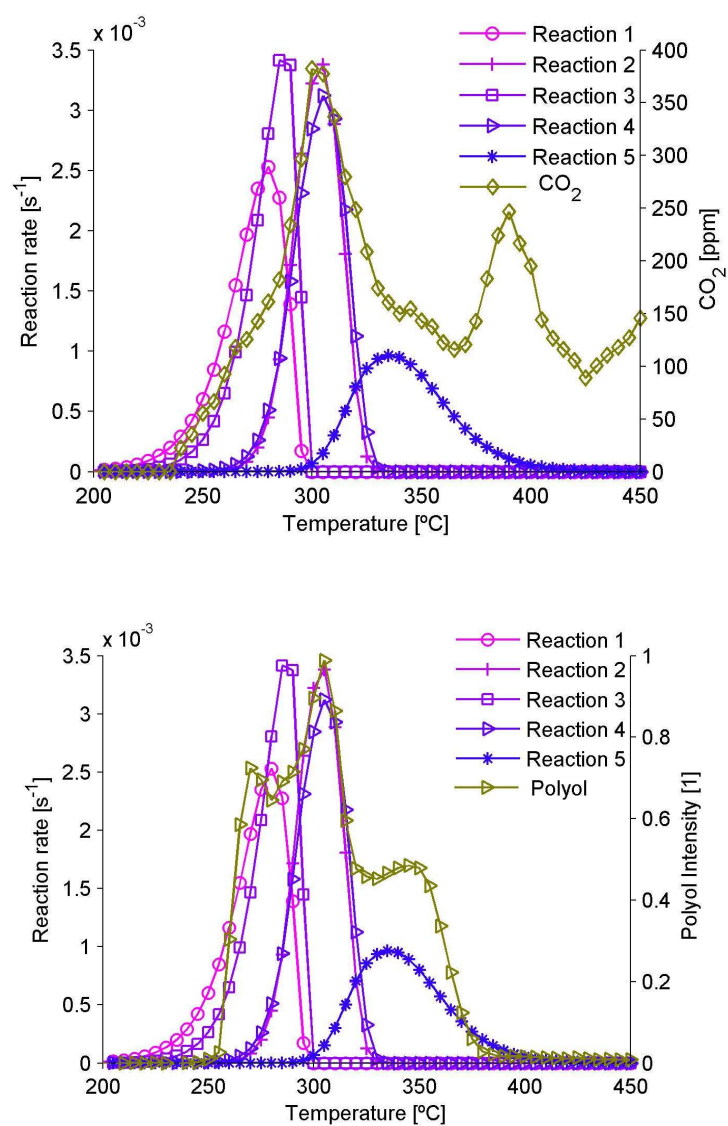 x 10⁻³
3.5
3
2.5
2
1.5
1
0.5
0
Reaction rate [s⁻¹]
Reaction 1
Reaction 2
Reaction 3
Reaction 4
Reaction 5
CO₂
400
350
300
250
200
150
100
50
0
CO₂ [ppm]
200 250 300 350 400 450
Temperature [ºC]
x 10⁻³
3.5
3
2.5
2
1.5
1
0.5
0
Reaction rate [s⁻¹]
Reaction 1
Reaction 2
Reaction 3
Reaction 4
Reaction 5
Polyol
1
0.8
0.6
0.4
0.2
0
Polyol Intensity [1]
200 250 300 350 400 450
Temperature [ºC]